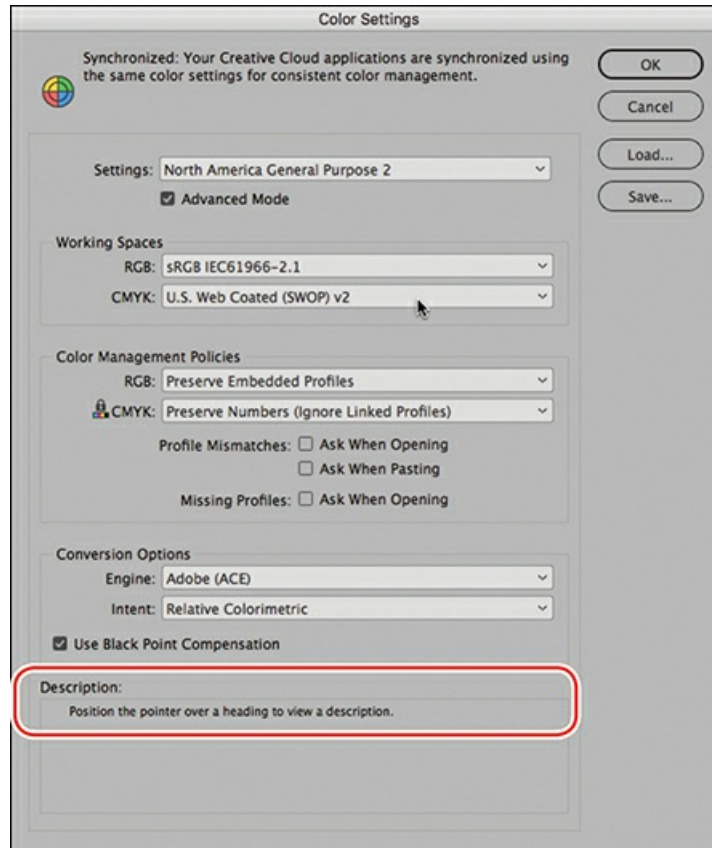 Color Settings
Synchronized: Your Creative Cloud applications are synchronized using
the same color settings for consistent color management.
OK
Cancel
Load...
Save...
Settings: North America General Purpose 2
Advanced Mode
Working Spaces
RGB: sRGB IEC61966-2.1
CMYK: U.S. Web Coated (SWOP) v2
Color Management Policies
RGB: Preserve Embedded Profiles
CMYK: Preserve Numbers (Ignore Linked Profiles)
Profile Mismatches: Ask When Opening
Ask When Pasting
Missing Profiles: Ask When Opening
Conversion Options
Engine: Adobe (ACE)
Intent: Relative Colorimetric
Use Black Point Compensation
Description:
Position the pointer over a heading to view a description.